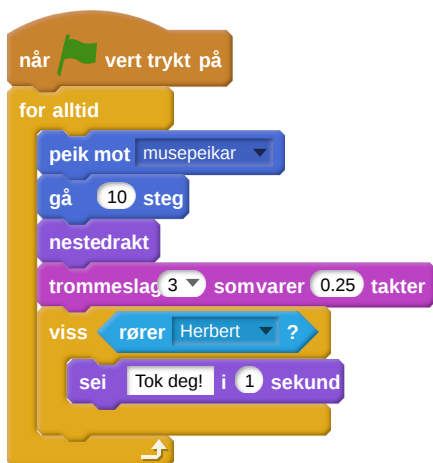 når vert trykt på
for alltid
peik mot musepeikar
gå 10 steg
nestedrakt
trommeslag 3 somvarer 0.25 takter
viss rører Herbert ?
sei Tok deg! i 1 sekund